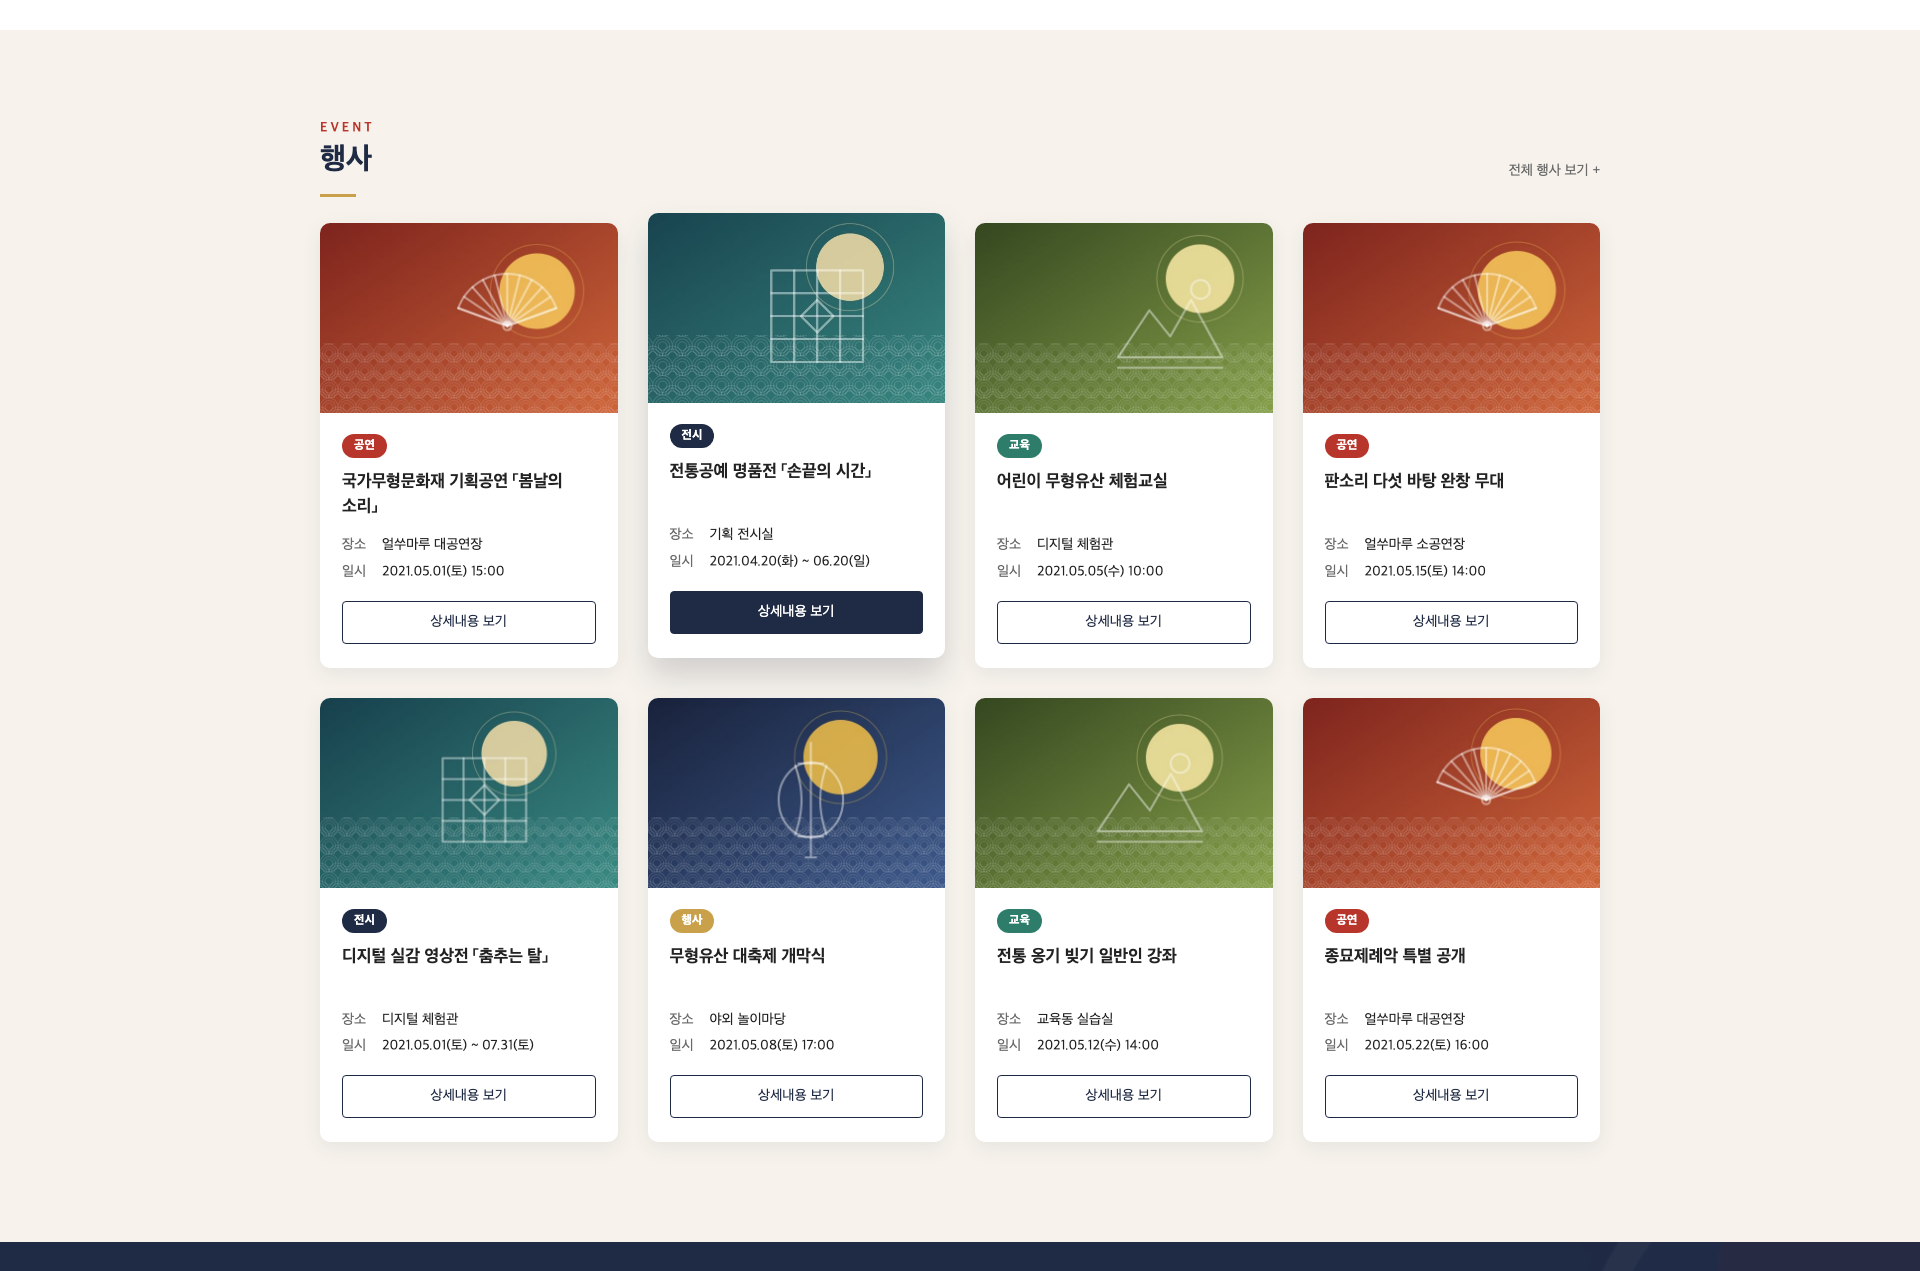 EVENT
행사
전체 행사 보기 +
공연
국가무형문화재 기획공연 「봄날의
소리」
장소 얼쑤마루 대공연장
일시 2021.05.01(토) 15:00
상세내용 보기
전시
전통공예 명품전 「손끝의 시간」
장소 기획 전시실
일시 2021.04.20(화) ~ 06.20(일)
상세내용 보기
교육
어린이 무형유산 체험교실
장소 디지털 체험관
일시 2021.05.05(수) 10:00
상세내용 보기
공연
판소리 다섯 바탕 완창 무대
장소 얼쑤마루 소공연장
일시 2021.05.15(토) 14:00
상세내용 보기
전시
디지털 실감 영상전 「춤추는 탈」
장소 디지털 체험관
일시 2021.05.01(토) ~ 07.31(토)
상세내용 보기
행사
무형유산 대축제 개막식
장소 야외 놀이마당
일시 2021.05.08(토) 17:00
상세내용 보기
교육
전통 옹기 빚기 일반인 강좌
장소 교육동 실습실
일시 2021.05.12(수) 14:00
상세내용 보기
공연
종묘제례악 특별 공개
장소 얼쑤마루 대공연장
일시 2021.05.22(토) 16:00
상세내용 보기